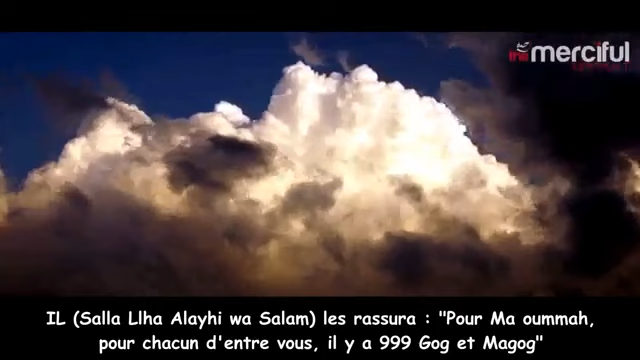 merciful
IL (Salla Llha Alayhi wa Salam) les rassura : "Pour Ma oummah,
pour chacun d'entre vous, il y a 999 Gog et Magog"